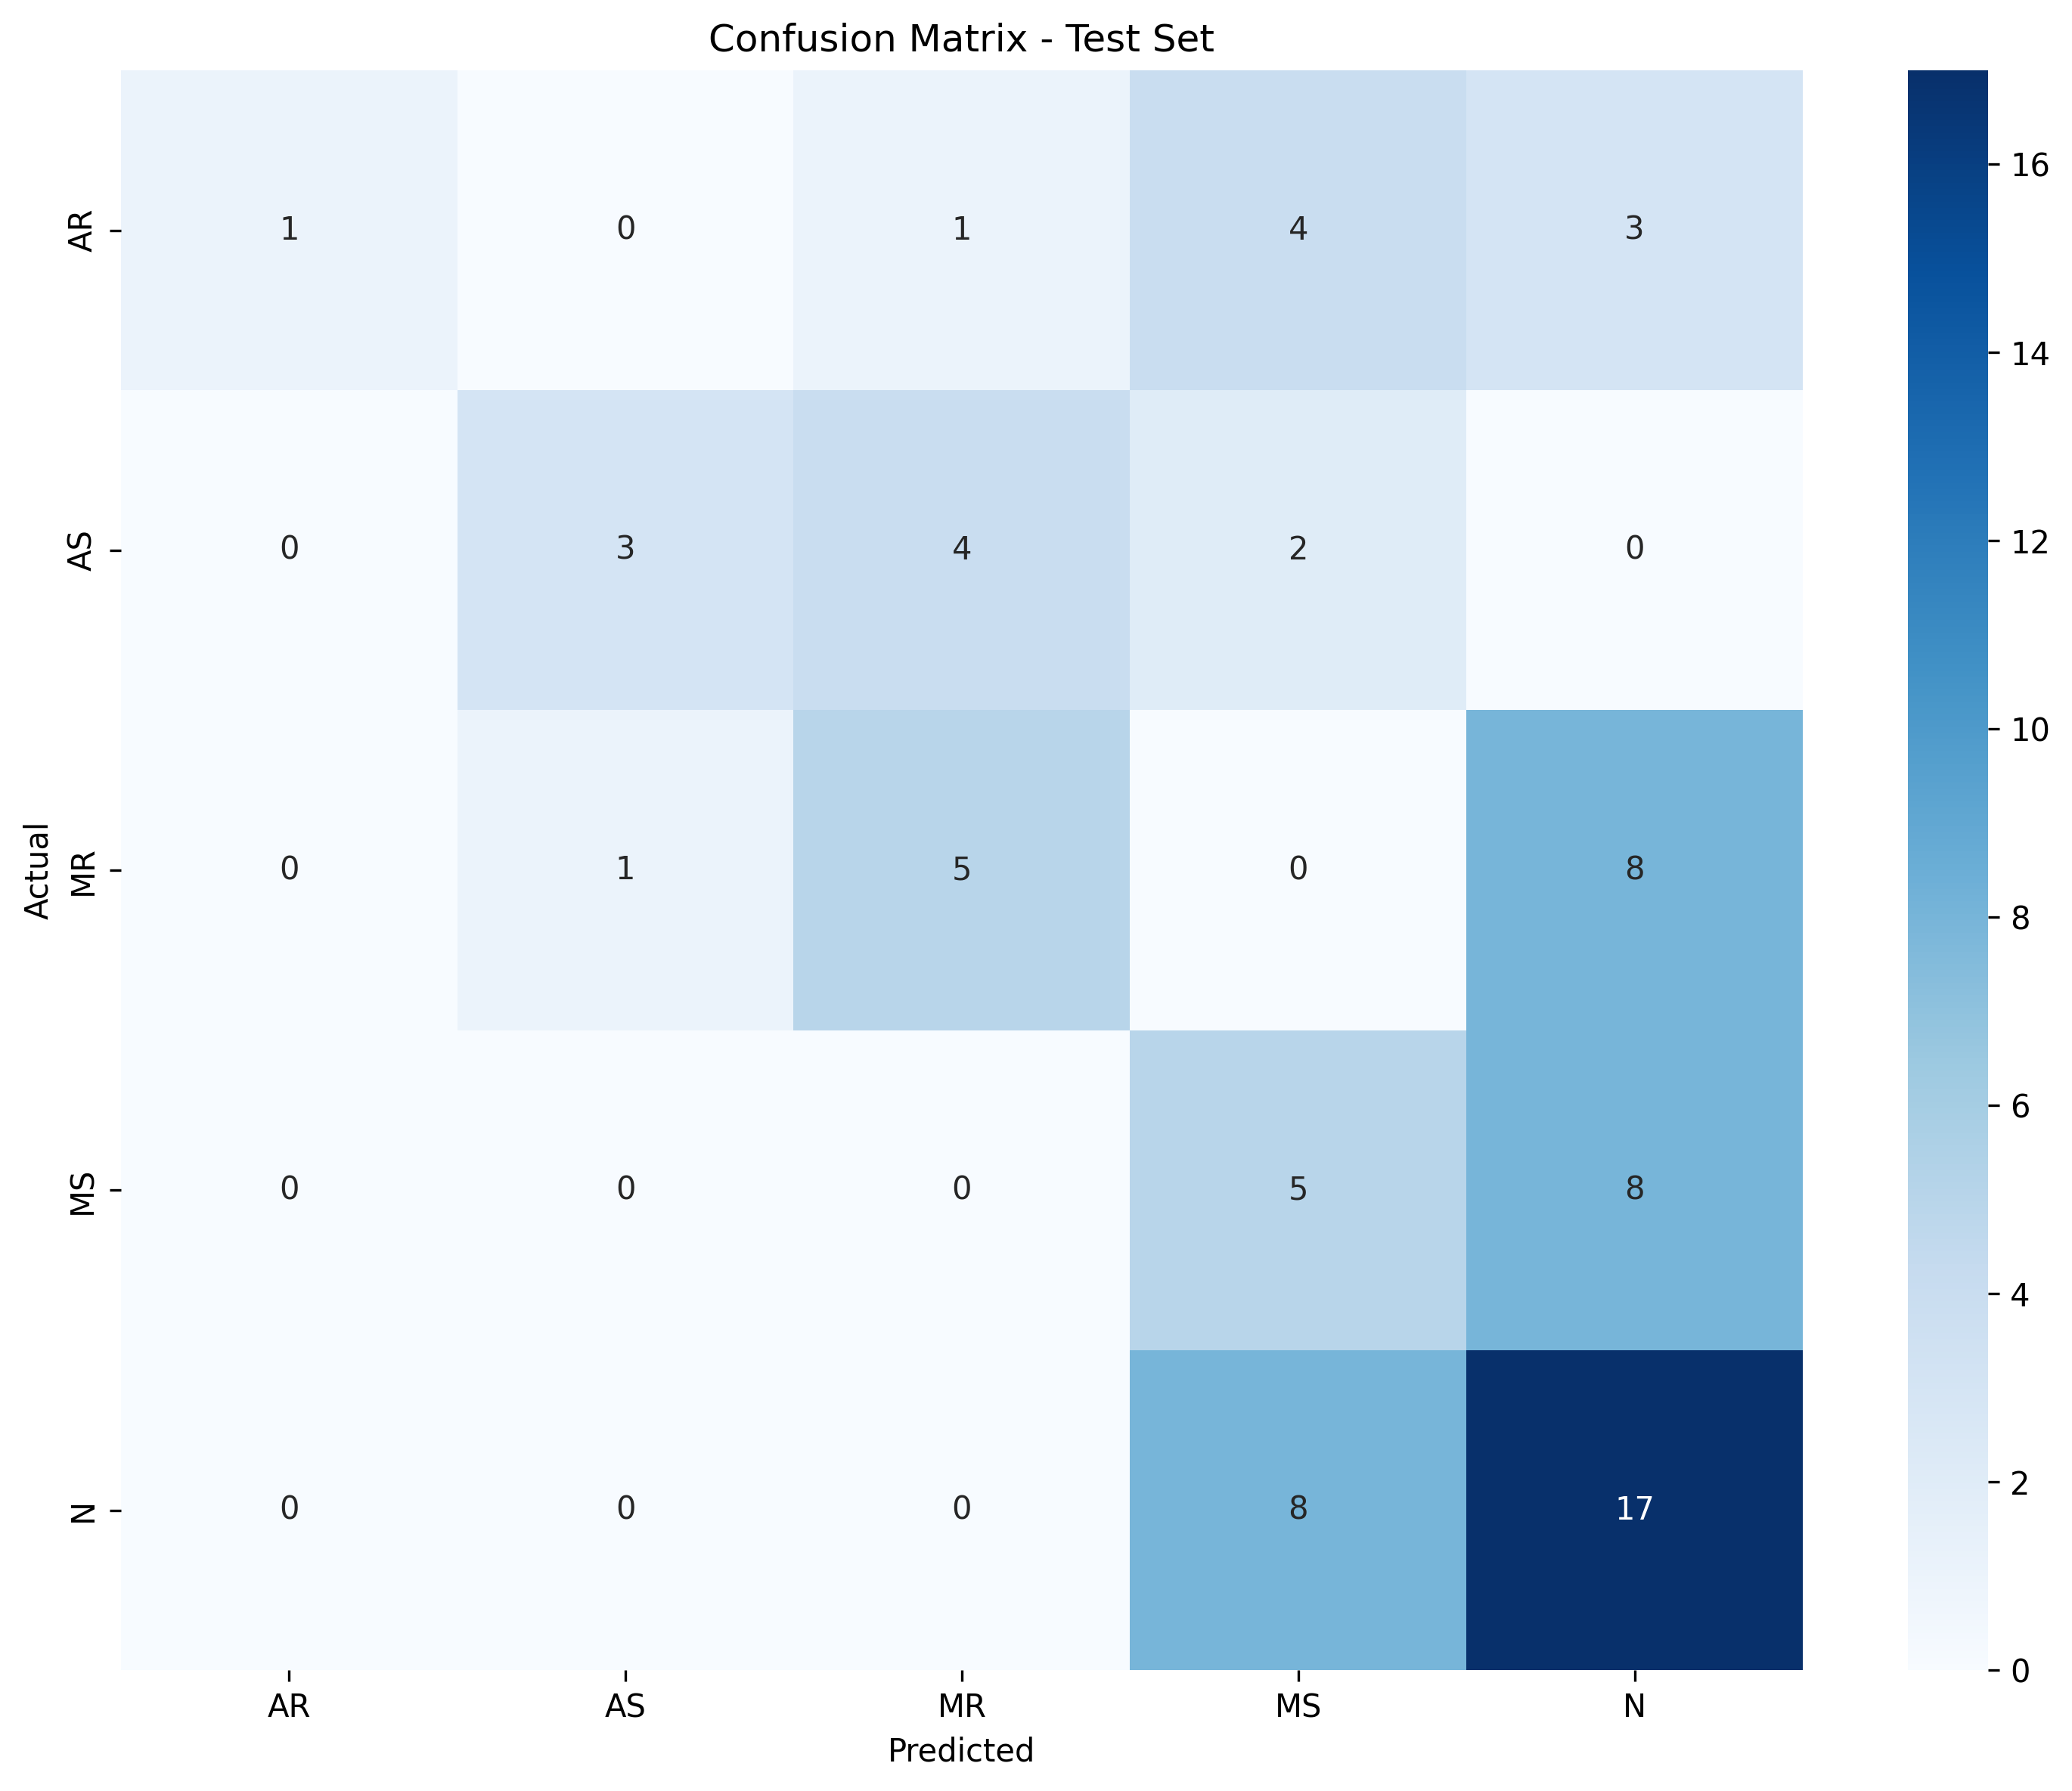 Confusion Matrix - Test Set
Actual
AR 1 0 1 4 3
AS 0 3 4 2 0
MR 0 1 5 0 8
MS 0 0 0 5 8
N 0 0 0 8 17
AR AS MR MS N
Predicted
16
14
12
10
8
6
4
2
0